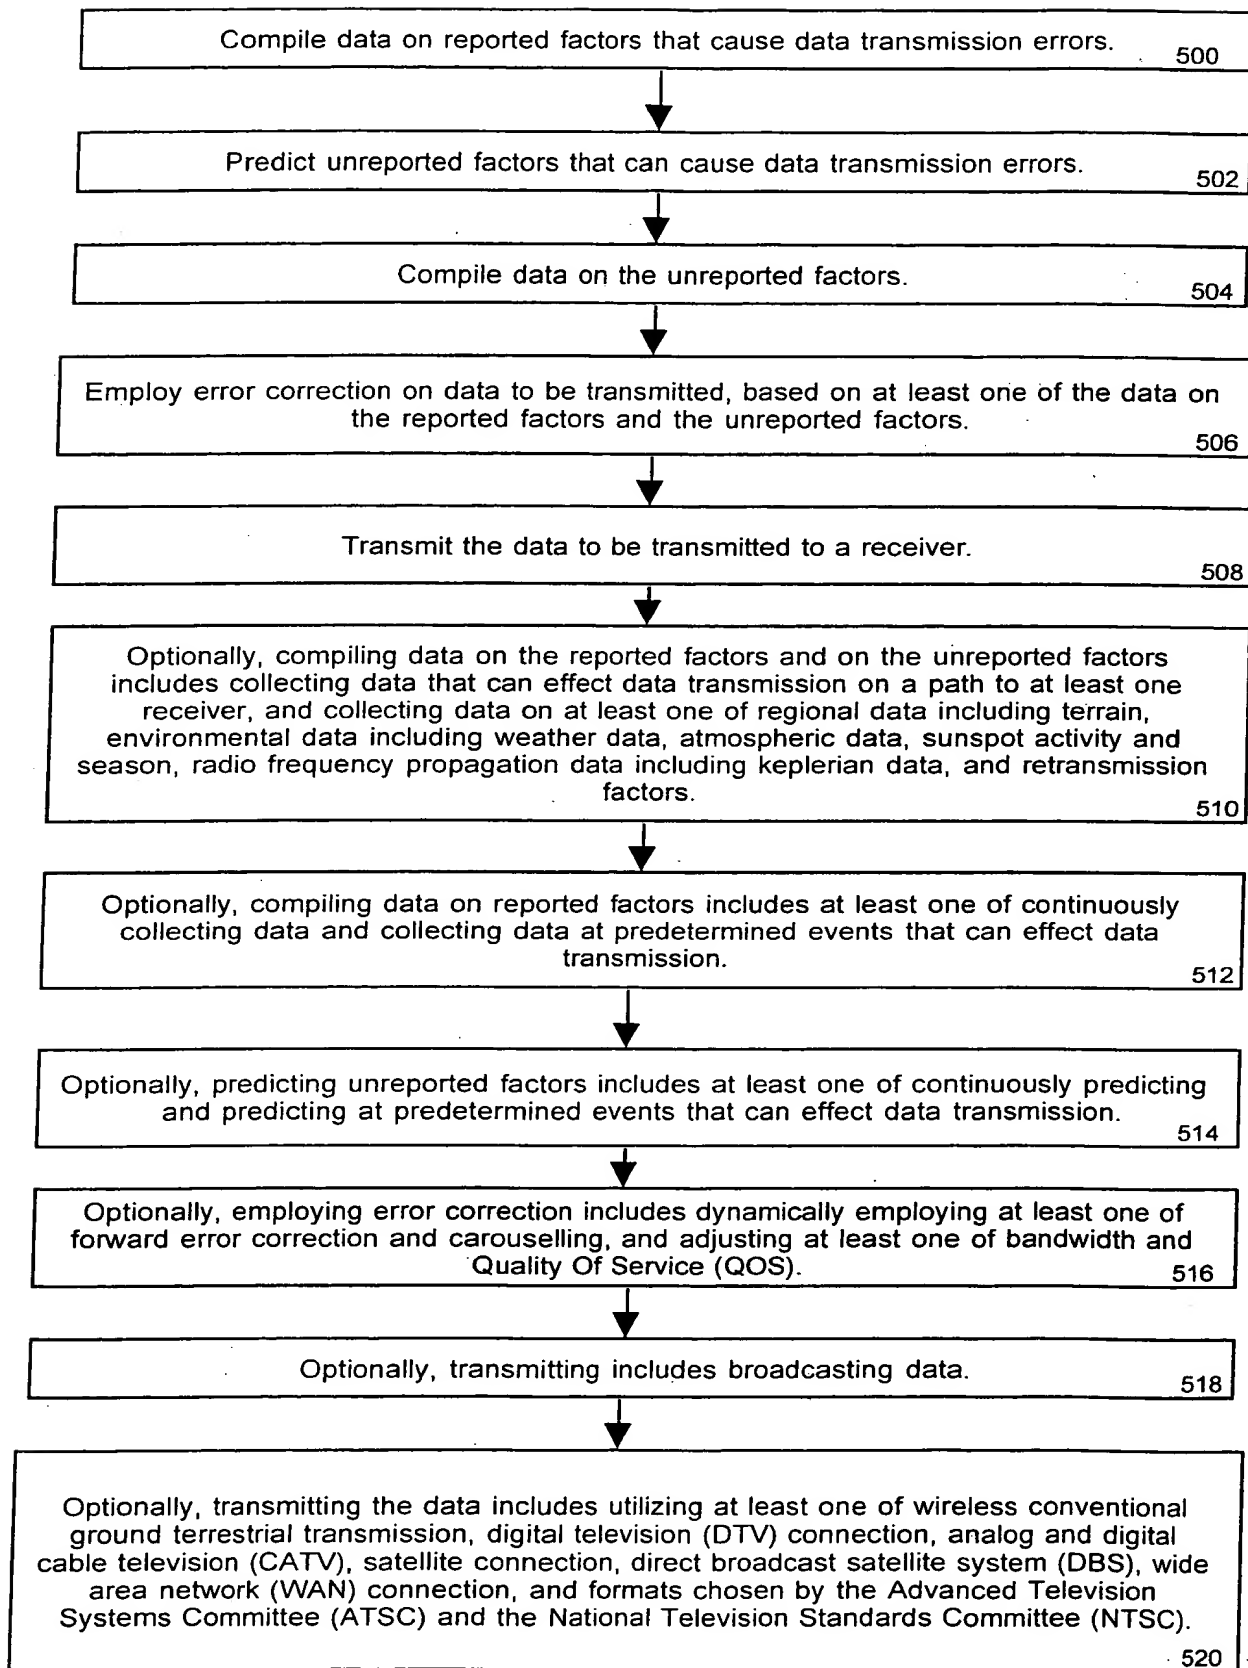 Compile data on reported factors that cause data transmission errors.
500
Predict unreported factors that can cause data transmission errors.
502
Compile data on the unreported factors.
504
Employ error correction on data to be transmitted, based on at least one of the data on
the reported factors and the unreported factors.
506
Transmit the data to be transmitted to a receiver.
508
Optionally, compiling data on the reported factors and on the unreported factors
includes collecting data that can effect data transmission on a path to at least one
receiver, and collecting data on at least one of regional data including terrain,
environmental data including weather data, atmospheric data, sunspot activity and
season, radio frequency propagation data including keplerian data, and retransmission
factors.
510
Optionally, compiling data on reported factors includes at least one of continuously
collecting data and collecting data at predetermined events that can effect data
transmission.
512
Optionally, predicting unreported factors includes at least one of continuously predicting
and predicting at predetermined events that can effect data transmission.
514
Optionally, employing error correction includes dynamically employing at least one of
forward error correction and carouselling, and adjusting at least one of bandwidth and
Quality Of Service (QOS).
516
Optionally, transmitting includes broadcasting data.
518
Optionally, transmitting the data includes utilizing at least one of wireless conventional
ground terrestrial transmission, digital television (DTV) connection, analog and digital
cable television (CATV), satellite connection, direct broadcast satellite system (DBS), wide
area network (WAN) connection, and formats chosen by the Advanced Television
Systems Committee (ATSC) and the National Television Standards Committee (NTSC).
520